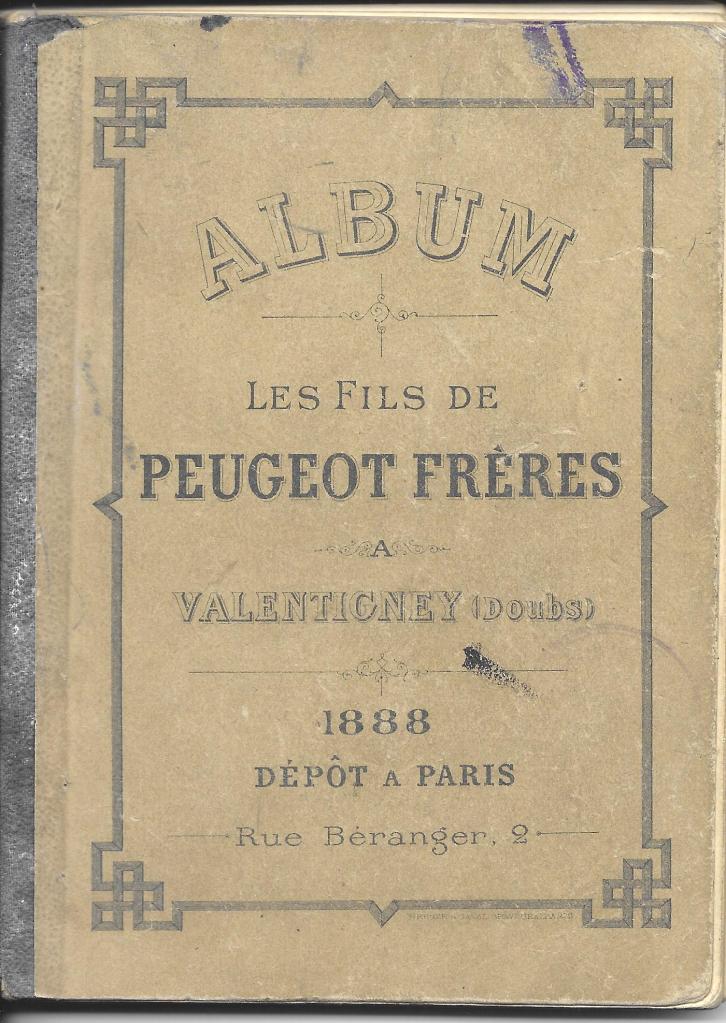 ALBUM
LES FILS DE
PEUGEOT FRÈRES
A
VALENTIGNEY (Doubs)
1888
DÉPÔT A PARIS
Rue Béranger, 2